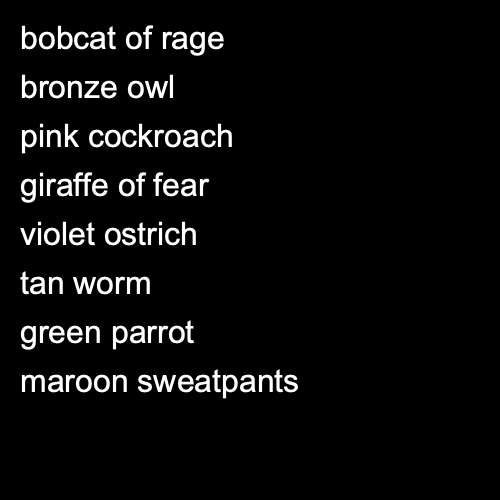 bobcat of rage
bronze owl
pink cockroach
giraffe of fear
violet ostrich
tan worm
green parrot
maroon sweatpants